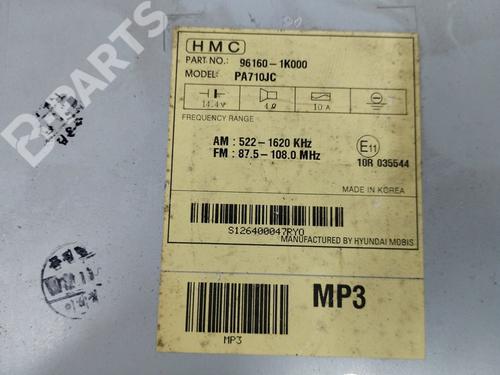 HMC
PART NO.: 96160-1K000
MODEL: PA710JC
14.4V 4Ω 10A
FREQUENCY RANGE
AM : 522-1620 KHz
FM : 87.5-108.0 MHz
E11
10R 035544
MADE IN KOREA
S126400047RYO
MANUFACTURED BY HYUNDAI MOBIS
MP3
MP3
B-PARTS